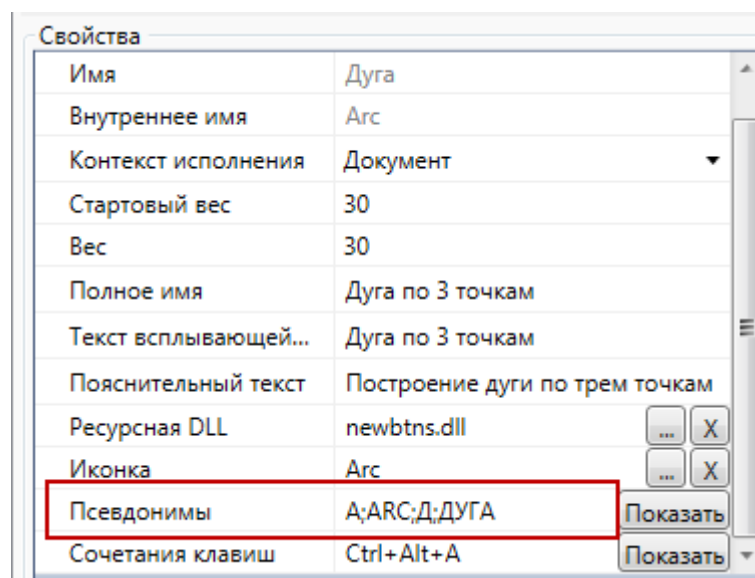 Свойства
Имя Дуга
Внутреннее имя Arc
Контекст исполнения Документ
Стартовый вес 30
Вес 30
Полное имя Дуга по 3 точкам
Текст всплывающей... Дуга по 3 точкам
Пояснительный текст Построение дуги по трем точкам
Ресурсная DLL newbtns.dll ... X
Иконка Arc ... X
Псевдонимы A;ARC;Д;ДУГА Показать
Сочетания клавиш Ctrl+Alt+A Показать